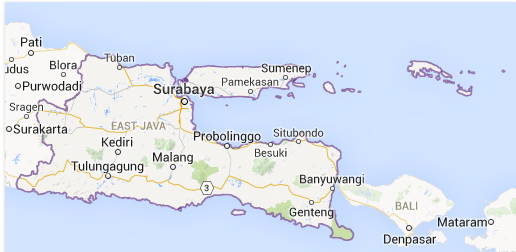 Pati
Tuban
Blora
Sumenep
udus
Pamekasan
Purwodadi
Surabaya
Sragen
EAST JAVA
Surakarta
Probolinggo
Situbondo
Kediri
Besuki
Malang
Tulungagung
Banyuwangi
3
BALI
Genteng
Mataram
Denpasar